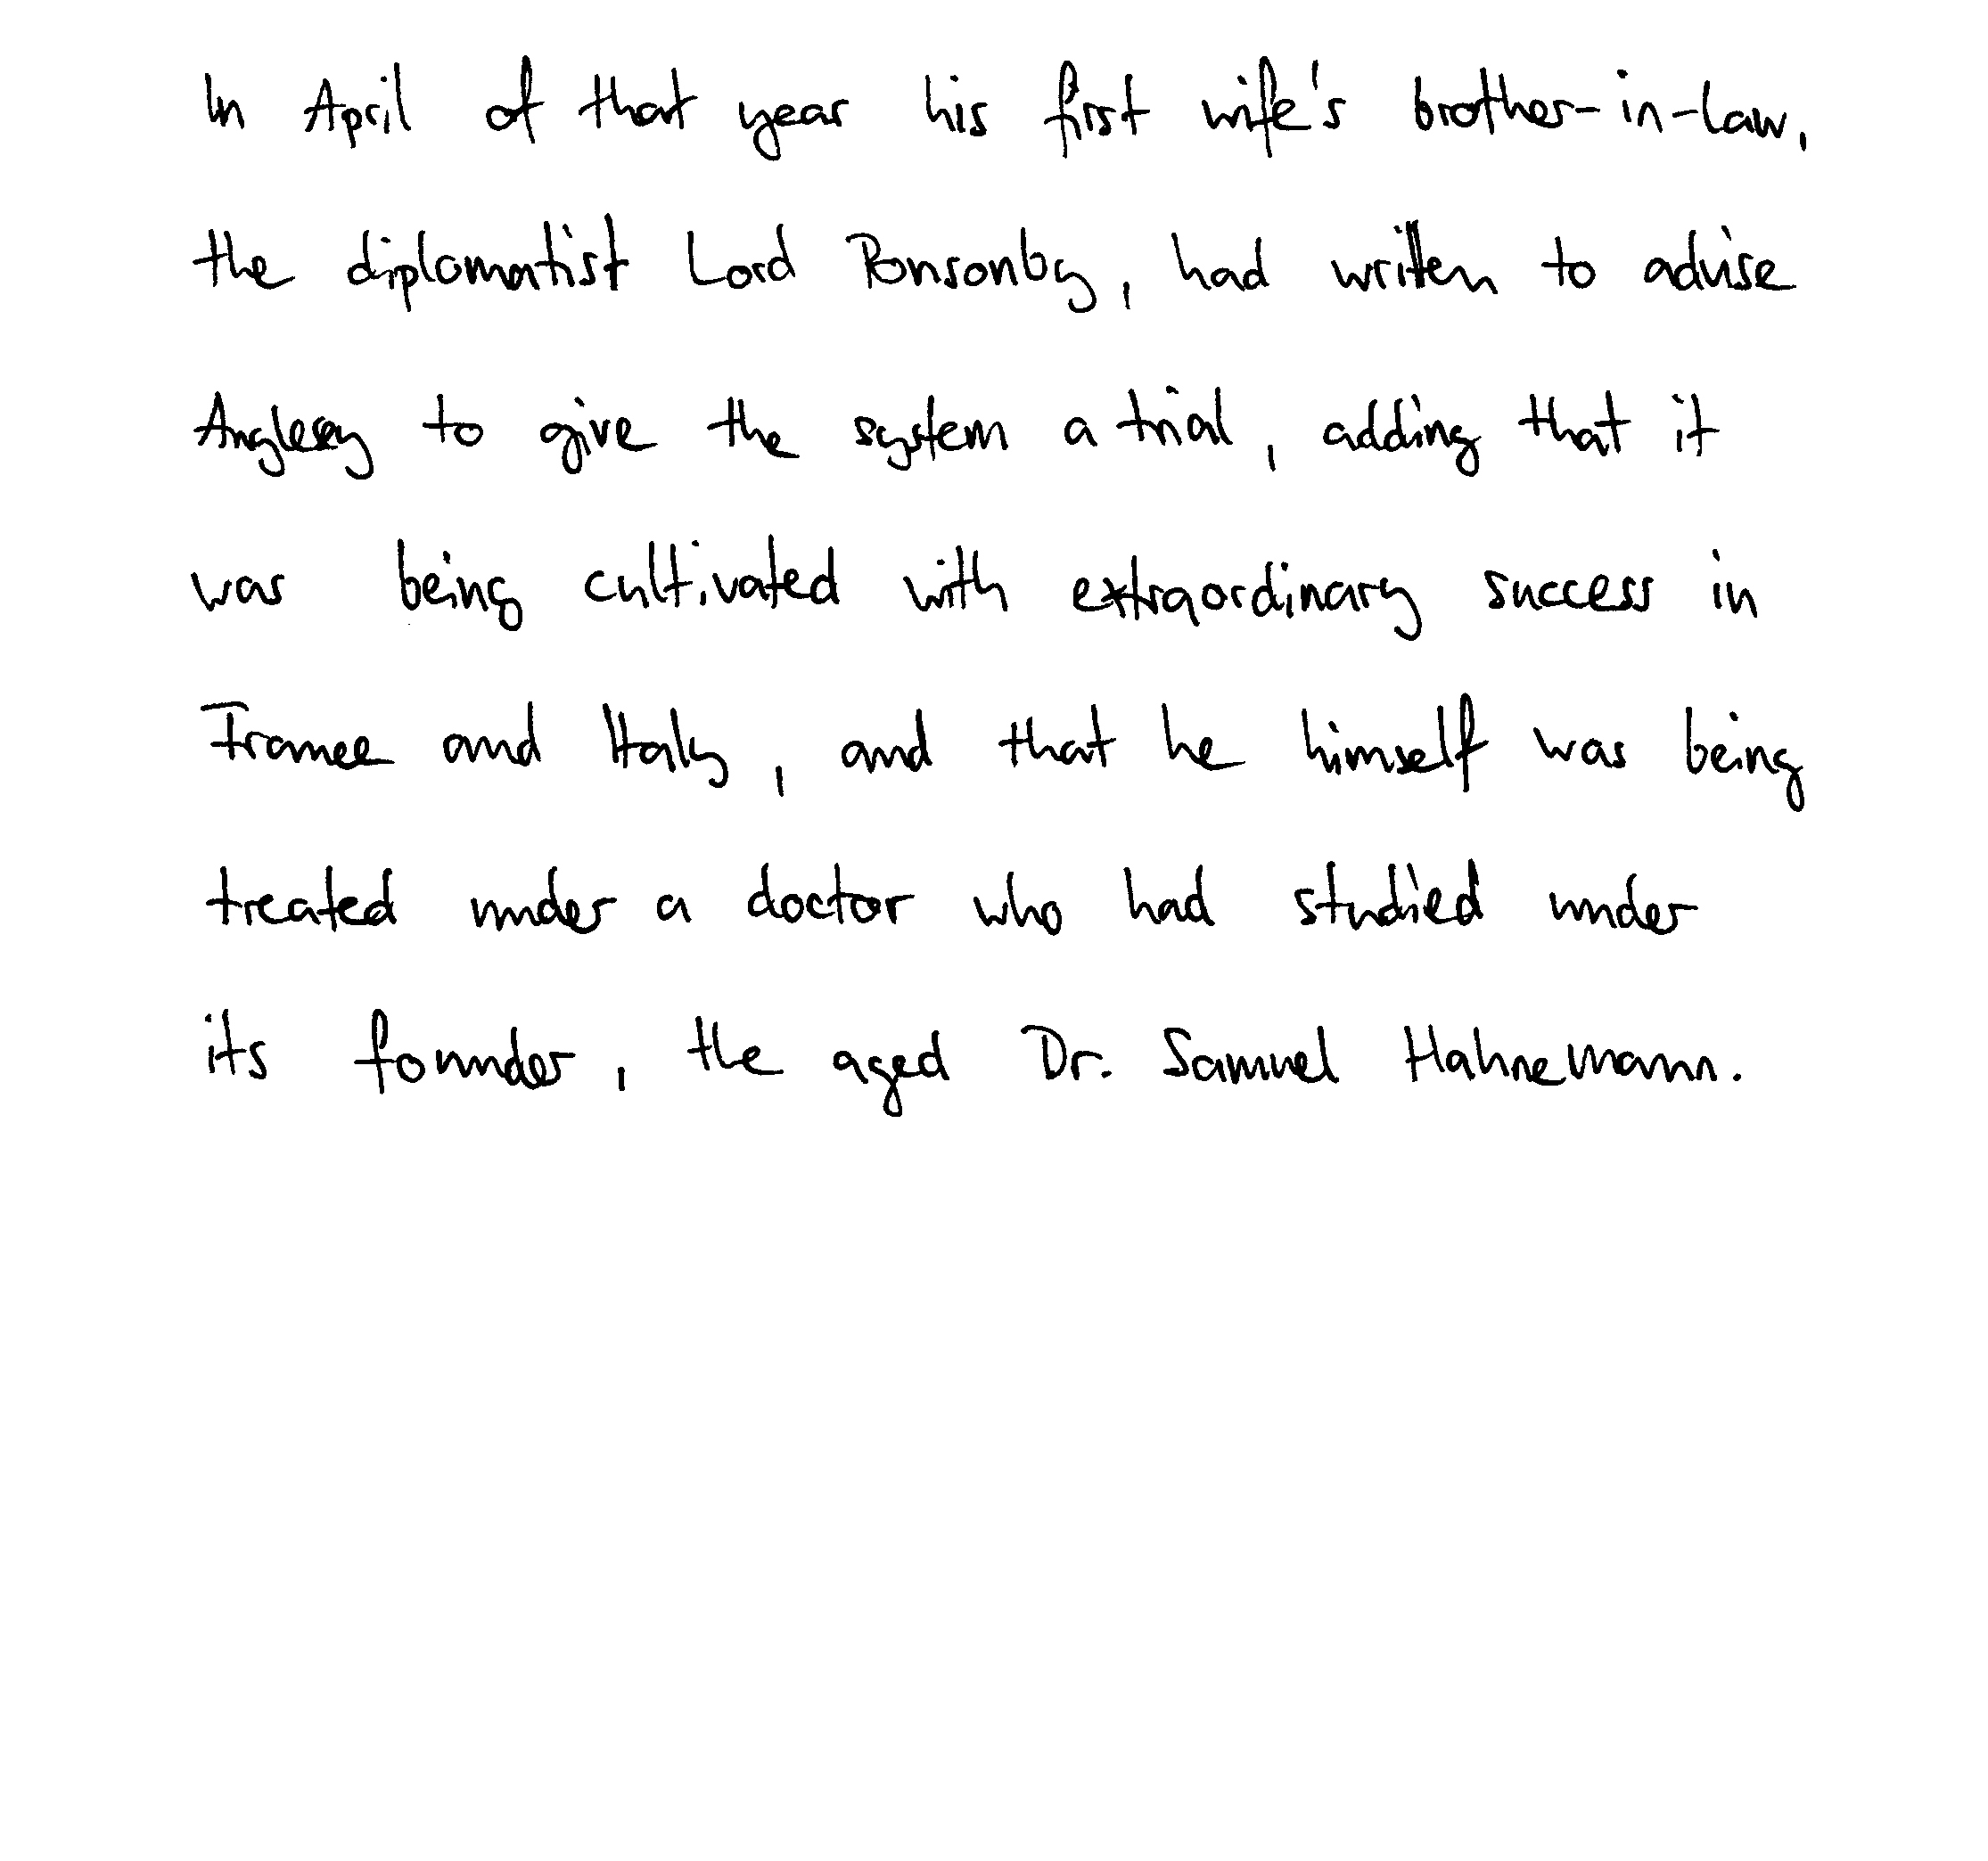 In April of that year his first wife's brother-in-law,
the diplomatist Lord Ponsonby, had written to advise
Anglesey to give the system a trial, adding that it
was being cultivated with extraordinary success in
France and Italy, and that he himself was being
treated under a doctor who had studied under
its founder, the aged Dr. Samuel Hahnemann.